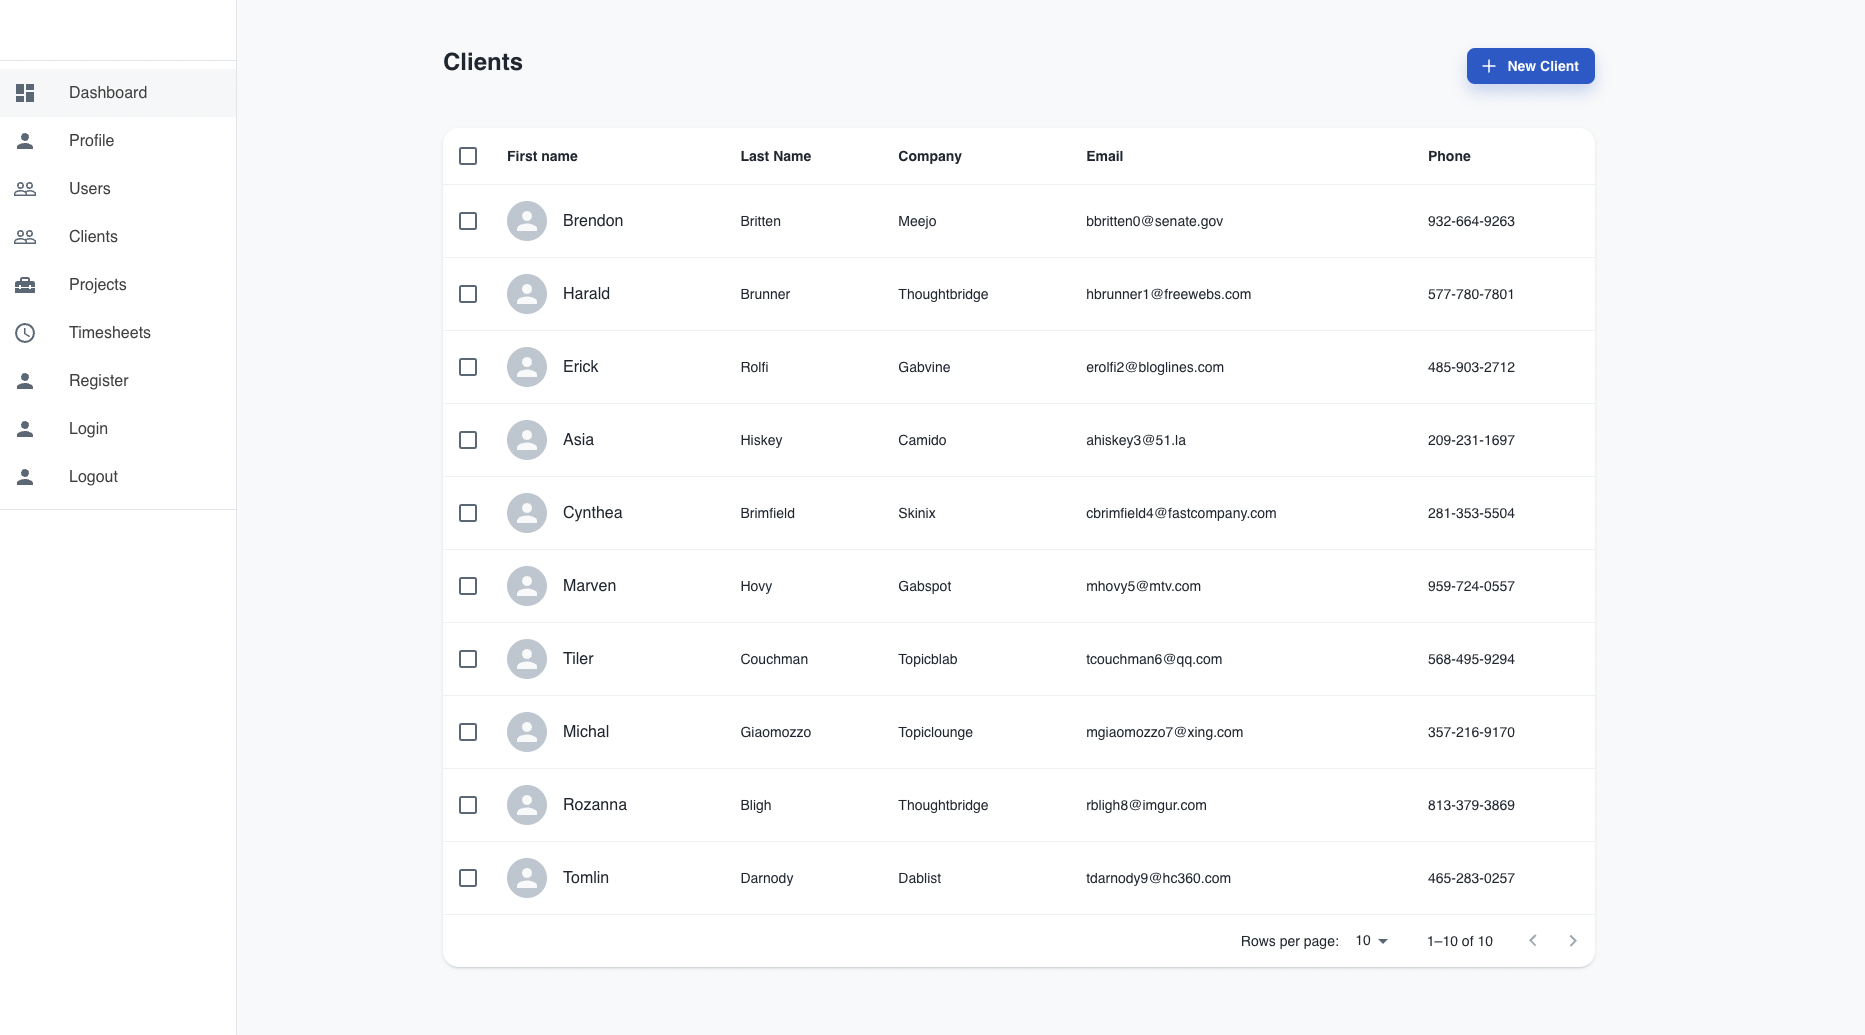 Dashboard
Profile
Users
Clients
Projects
Timesheets
Register
Login
Logout
Clients
New Client
First name Last Name Company Email Phone
Brendon Britten Meejo bbritten0@senate.gov 932-664-9263
Harald Brunner Thoughtbridge hbrunner1@freewebs.com 577-780-7801
Erick Rolfi Gabvine erolfi2@bloglines.com 485-903-2712
Asia Hiskey Camido ahiskey3@51.la 209-231-1697
Cynthea Brimfield Skinix cbrimfield4@fastcompany.com 281-353-5504
Marven Hovy Gabspot mhovy5@mtv.com 959-724-0557
Tiler Couchman Topicblab tcouchman6@qq.com 568-495-9294
Michal Giaomozzo Topiclounge mgiaomozzo7@xing.com 357-216-9170
Rozanna Bligh Thoughtbridge rbligh8@imgur.com 813-379-3869
Tomlin Darnody Dablist tdarnody9@hc360.com 465-283-0257
Rows per page: 10 1–10 of 10